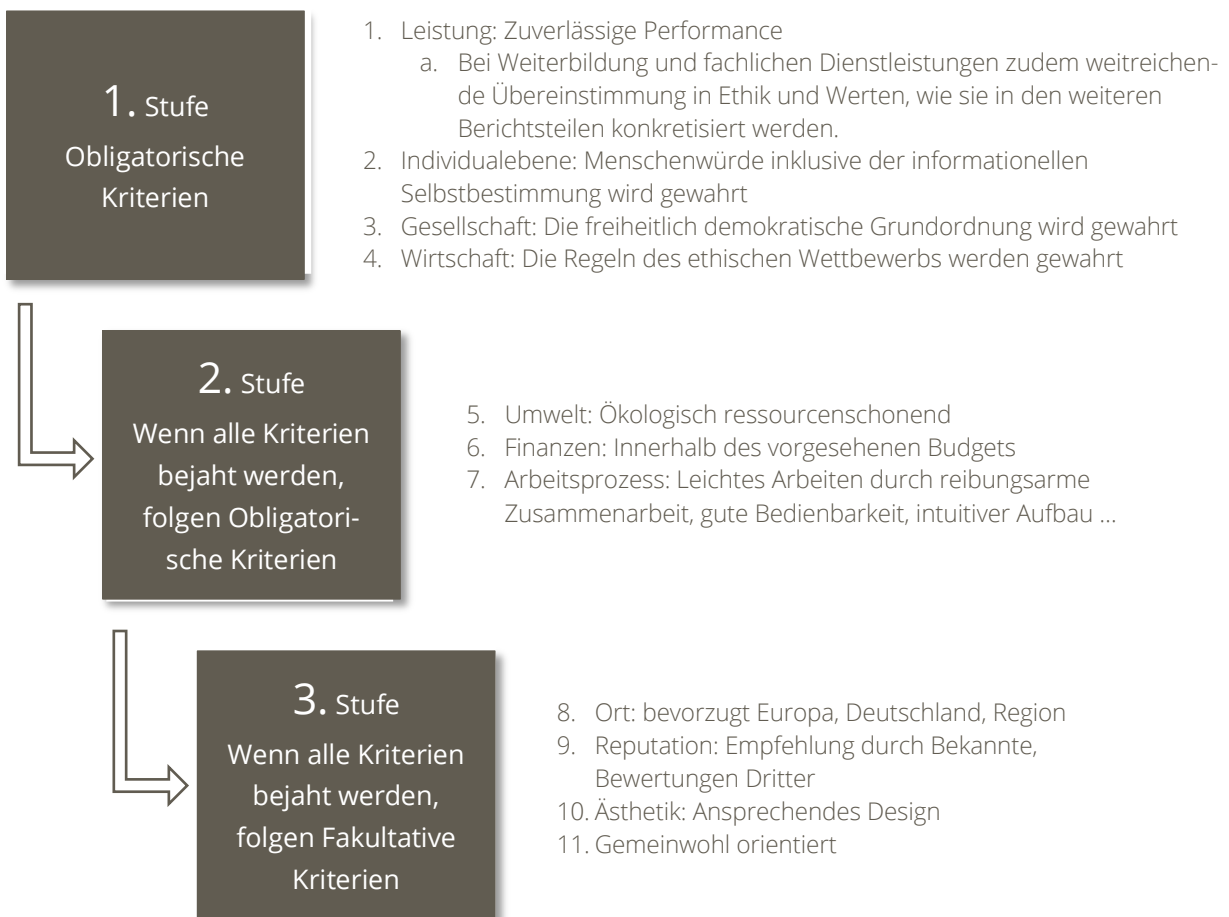 1. Stufe
Obligatorische
Kriterien
1. Leistung: Zuverlässige Performance
a. Bei Weiterbildung und fachlichen Dienstleistungen zudem weitreichen-
de Übereinstimmung in Ethik und Werten, wie sie in den weiteren
Berichtsteilen konkretisiert werden.
2. Individualebene: Menschenwürde inklusive der informationellen
Selbstbestimmung wird gewahrt
3. Gesellschaft: Die freiheitlich demokratische Grundordnung wird gewahrt
4. Wirtschaft: Die Regeln des ethischen Wettbewerbs werden gewahrt
2. Stufe
Wenn alle Kriterien
bejaht werden,
folgen Obligatori-
sche Kriterien
5. Umwelt: Ökologisch ressourcenschonend
6. Finanzen: Innerhalb des vorgesehenen Budgets
7. Arbeitsprozess: Leichtes Arbeiten durch reibungsarme
Zusammenarbeit, gute Bedienbarkeit, intuitiver Aufbau ...
3. Stufe
Wenn alle Kriterien
bejaht werden,
folgen Fakultative
Kriterien
8. Ort: bevorzugt Europa, Deutschland, Region
9. Reputation: Empfehlung durch Bekannte,
Bewertungen Dritter
10. Ästhetik: Ansprechendes Design
11. Gemeinwohl orientiert